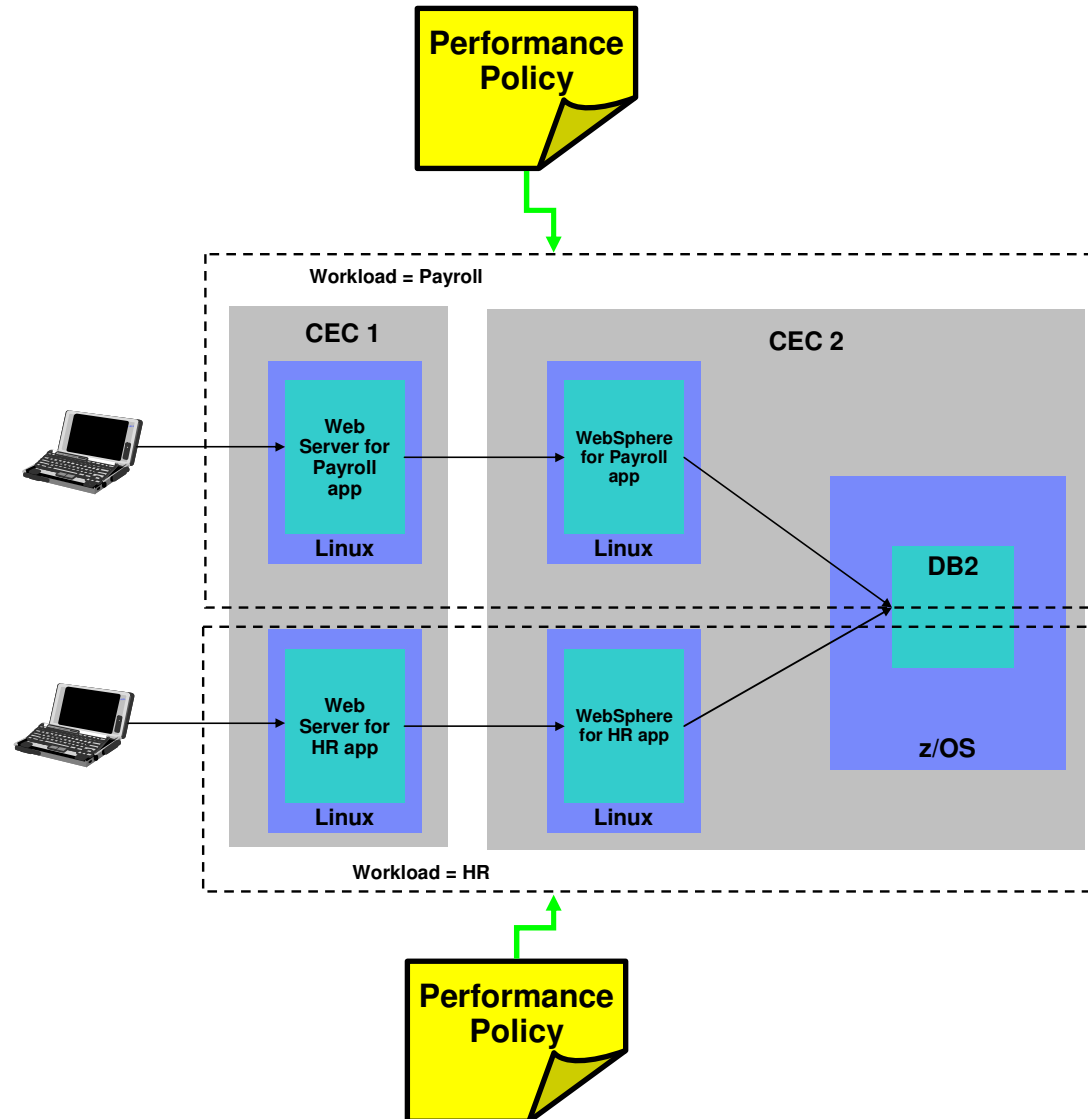 Performance
Policy
Workload = Payroll
CEC 1
CEC 2
Web
Server for
Payroll
app
Linux
WebSphere
for Payroll
app
Linux
DB2
z/OS
Web
Server for
HR app
Linux
WebSphere
for HR app
Linux
Workload = HR
Performance
Policy